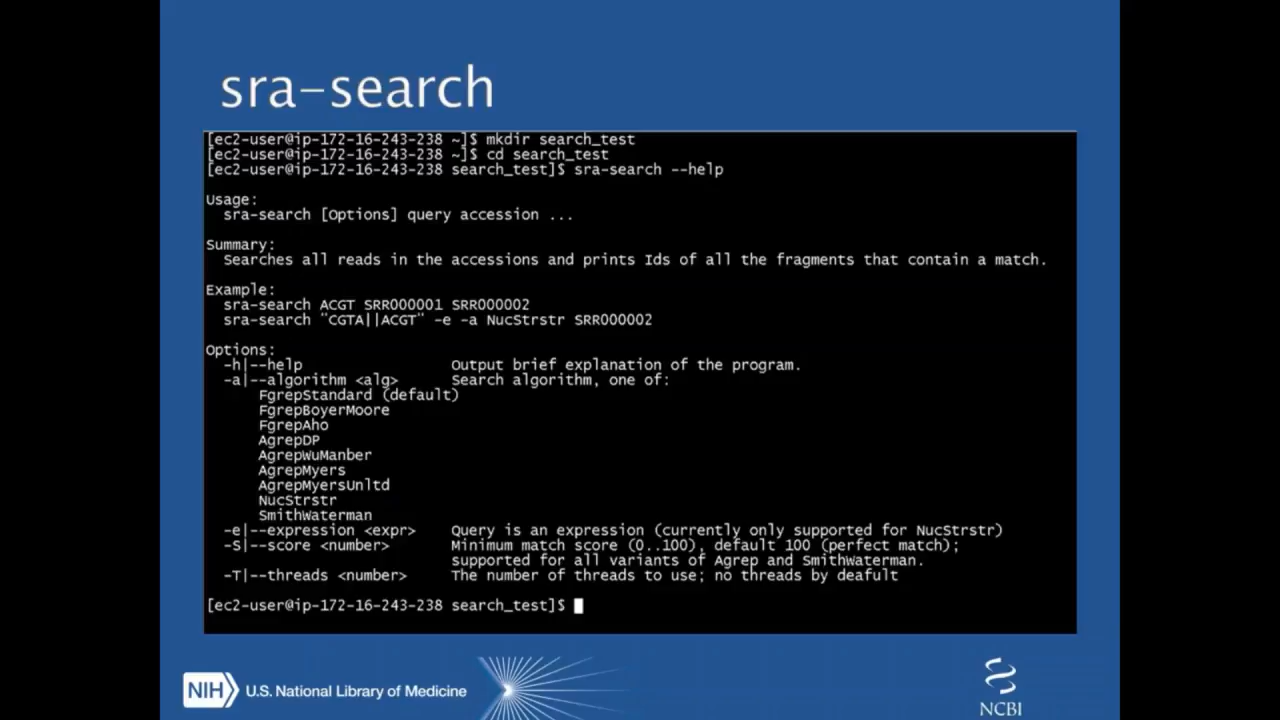 sra-search
[ec2-user@ip-172-16-243-238 ~]$ mkdir search_test
[ec2-user@ip-172-16-243-238 ~]$ cd search_test
[ec2-user@ip-172-16-243-238 search_test]$ sra-search --help
Usage:
sra-search [Options] query accession ...
Summary:
Searches all reads in the accessions and prints Ids of all the fragments that contain a match.
Example:
sra-search ACGT SRR000001 SRR000002
sra-search "CGTA||ACGT" -e -a NucStrstr SRR000002
Options:
-h|--help Output brief explanation of the program.
-a|--algorithm <alg> Search algorithm, one of:
FgrepStandard (default)
FgrepBoyerMoore
FgrepAho
AgrepDP
AgrepWuManber
AgrepMyers
AgrepMyersUnltd
NucStrstr
SmithWaterman
-e|--expression <expr> Query is an expression (currently only supported for NucStrstr)
-S|--score <number> Minimum match score (0..100), default 100 (perfect match);
supported for all variants of Agrep and SmithWaterman.
-T|--threads <number> The number of threads to use; no threads by deafult
[ec2-user@ip-172-16-243-238 search_test]$
NIH U.S. National Library of Medicine
NCBI